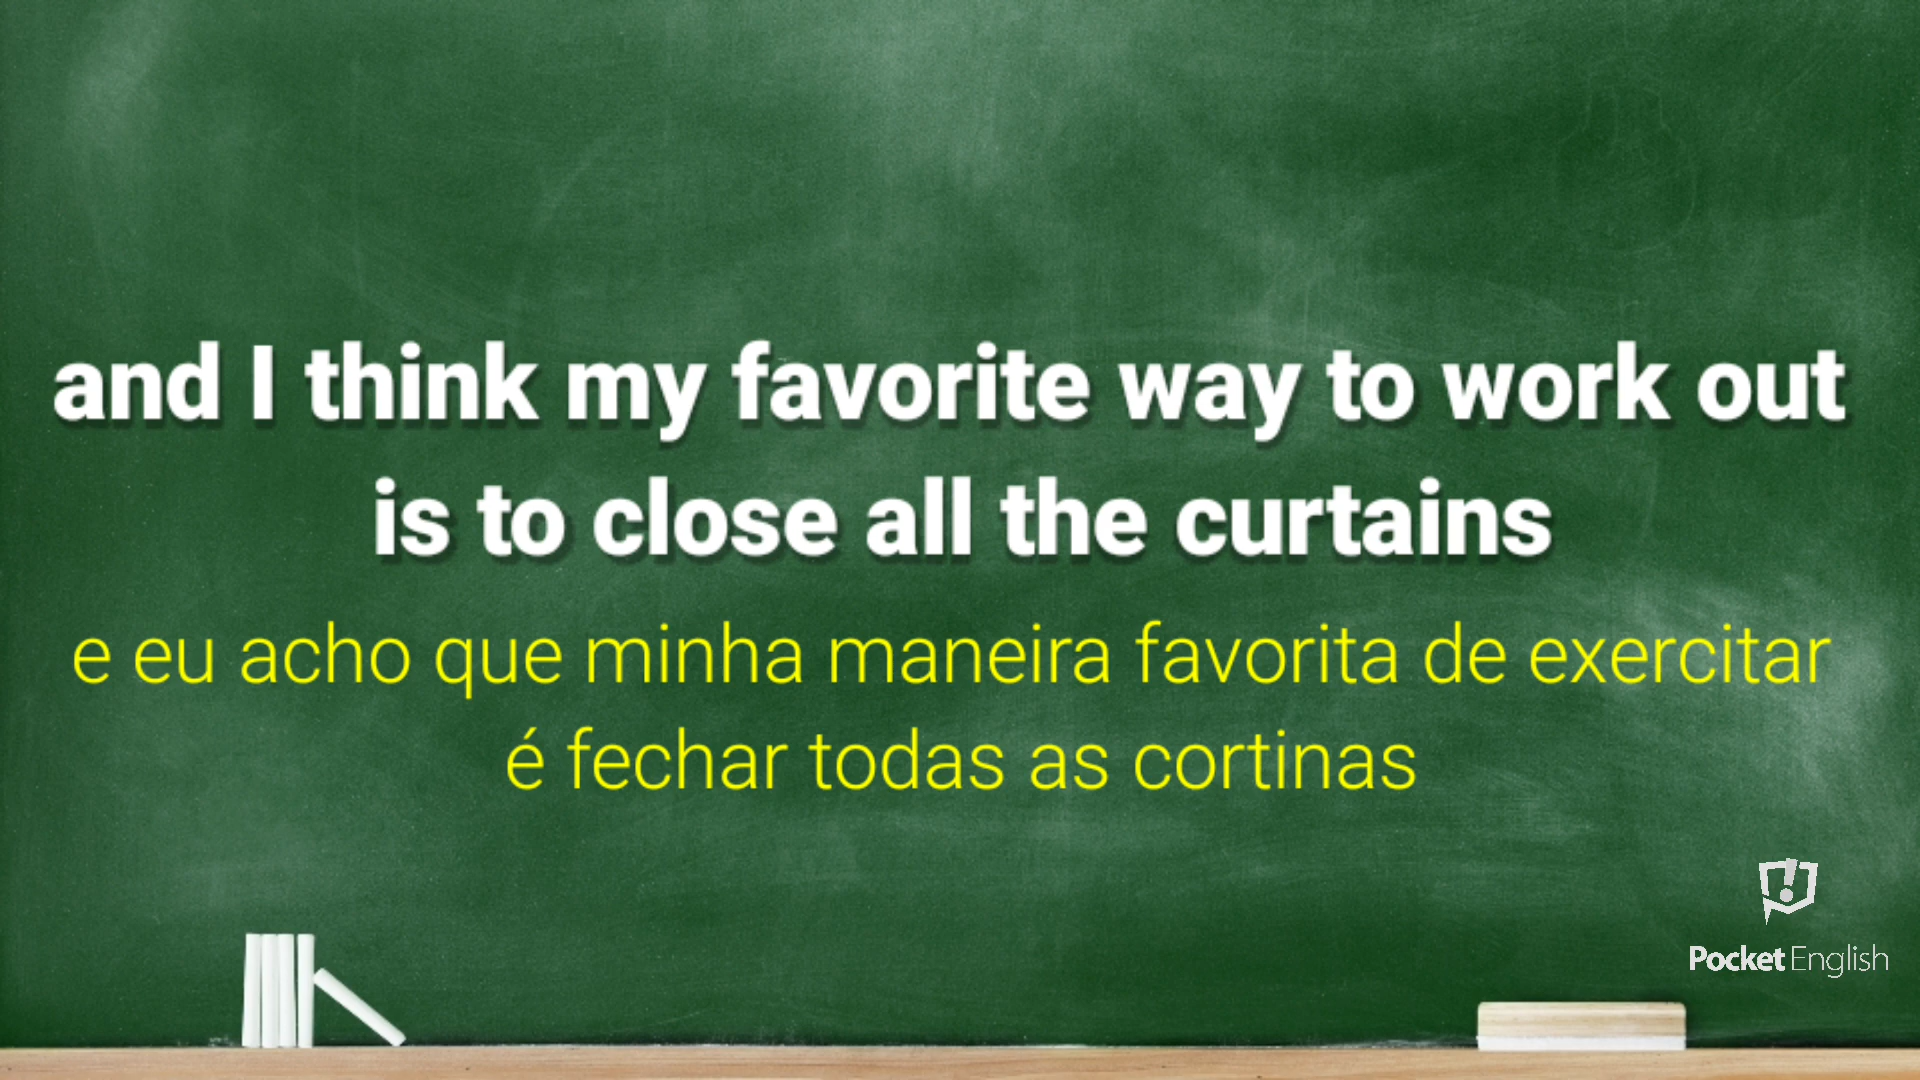 and I think my favorite way to work out
is to close all the curtains
e eu acho que minha maneira favorita de exercitar
é fechar todas as cortinas
Pocket English